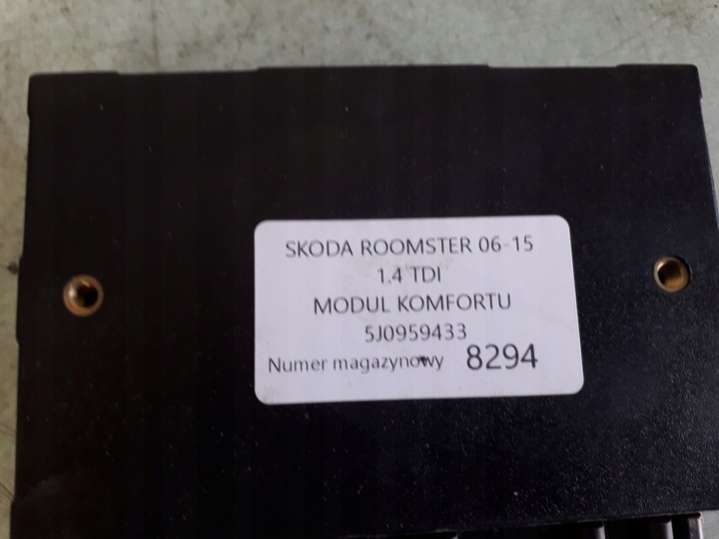 SKODA ROOMSTER 06-15
1.4 TDI
MODUL KOMFORTU
5J0959433
Numer magazynowy 8294